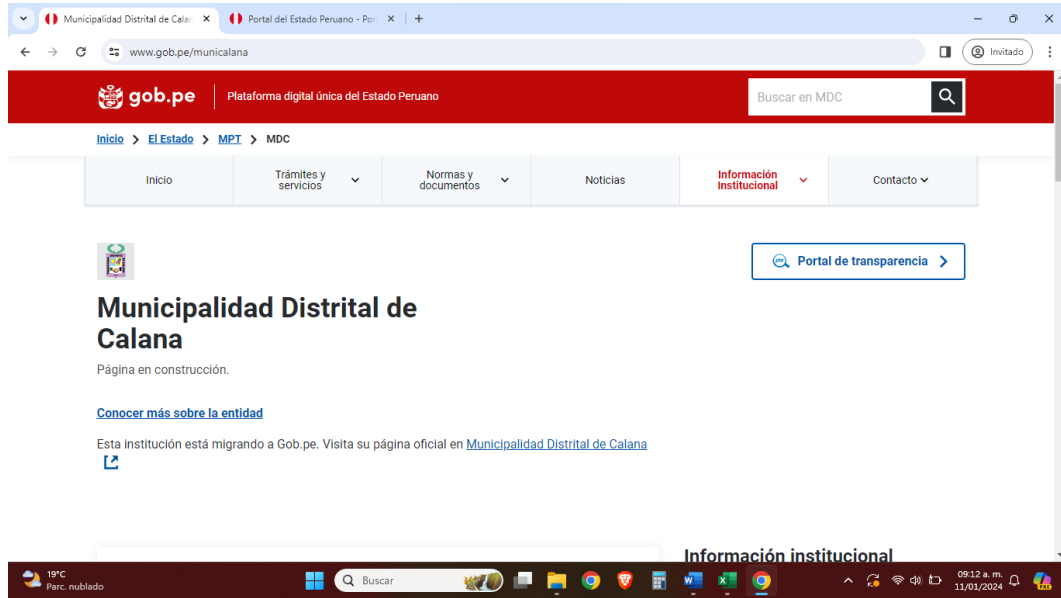 Municipalidad Distrital de Calan
Portal del Estado Peruano - Por
www.gob.pe/municalana
Invitado
gob.pe
Plataforma digital única del Estado Peruano
Buscar en MDC
Inicio > El Estado > MPT > MDC
Inicio
Trámites y
servicios
Normas y
documentos
Noticias
Información
Institucional
Contacto
Portal de transparencia
Municipalidad Distrital de
Calana
Página en construcción.
Conocer más sobre la entidad
Esta institución está migrando a Gob.pe. Visita su página oficial en Municipalidad Distrital de Calana
Información institucional
19°C
Parc. nublado
Buscar
09:12 a. m.
11/01/2024